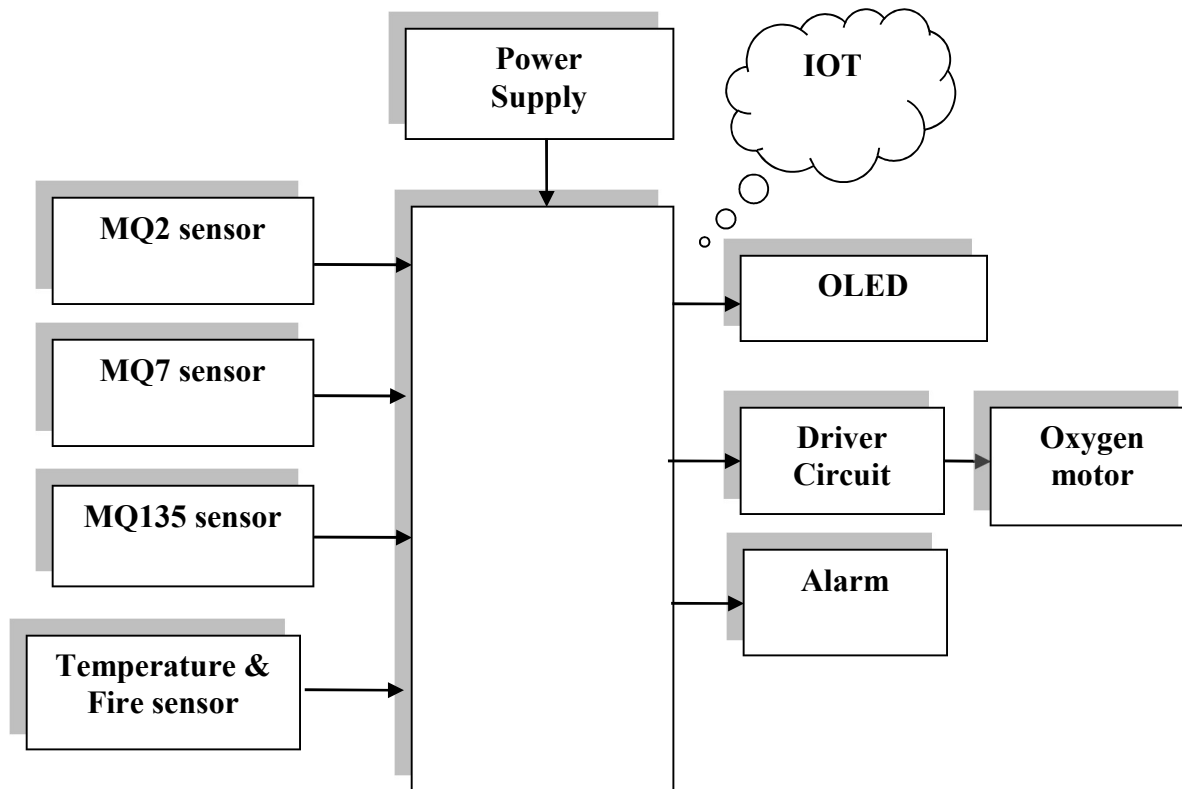 Power
Supply
IOT
MQ2 sensor
OLED
MQ7 sensor
Driver
Circuit
Oxygen
motor
MQ135 sensor
Alarm
Temperature &
Fire sensor